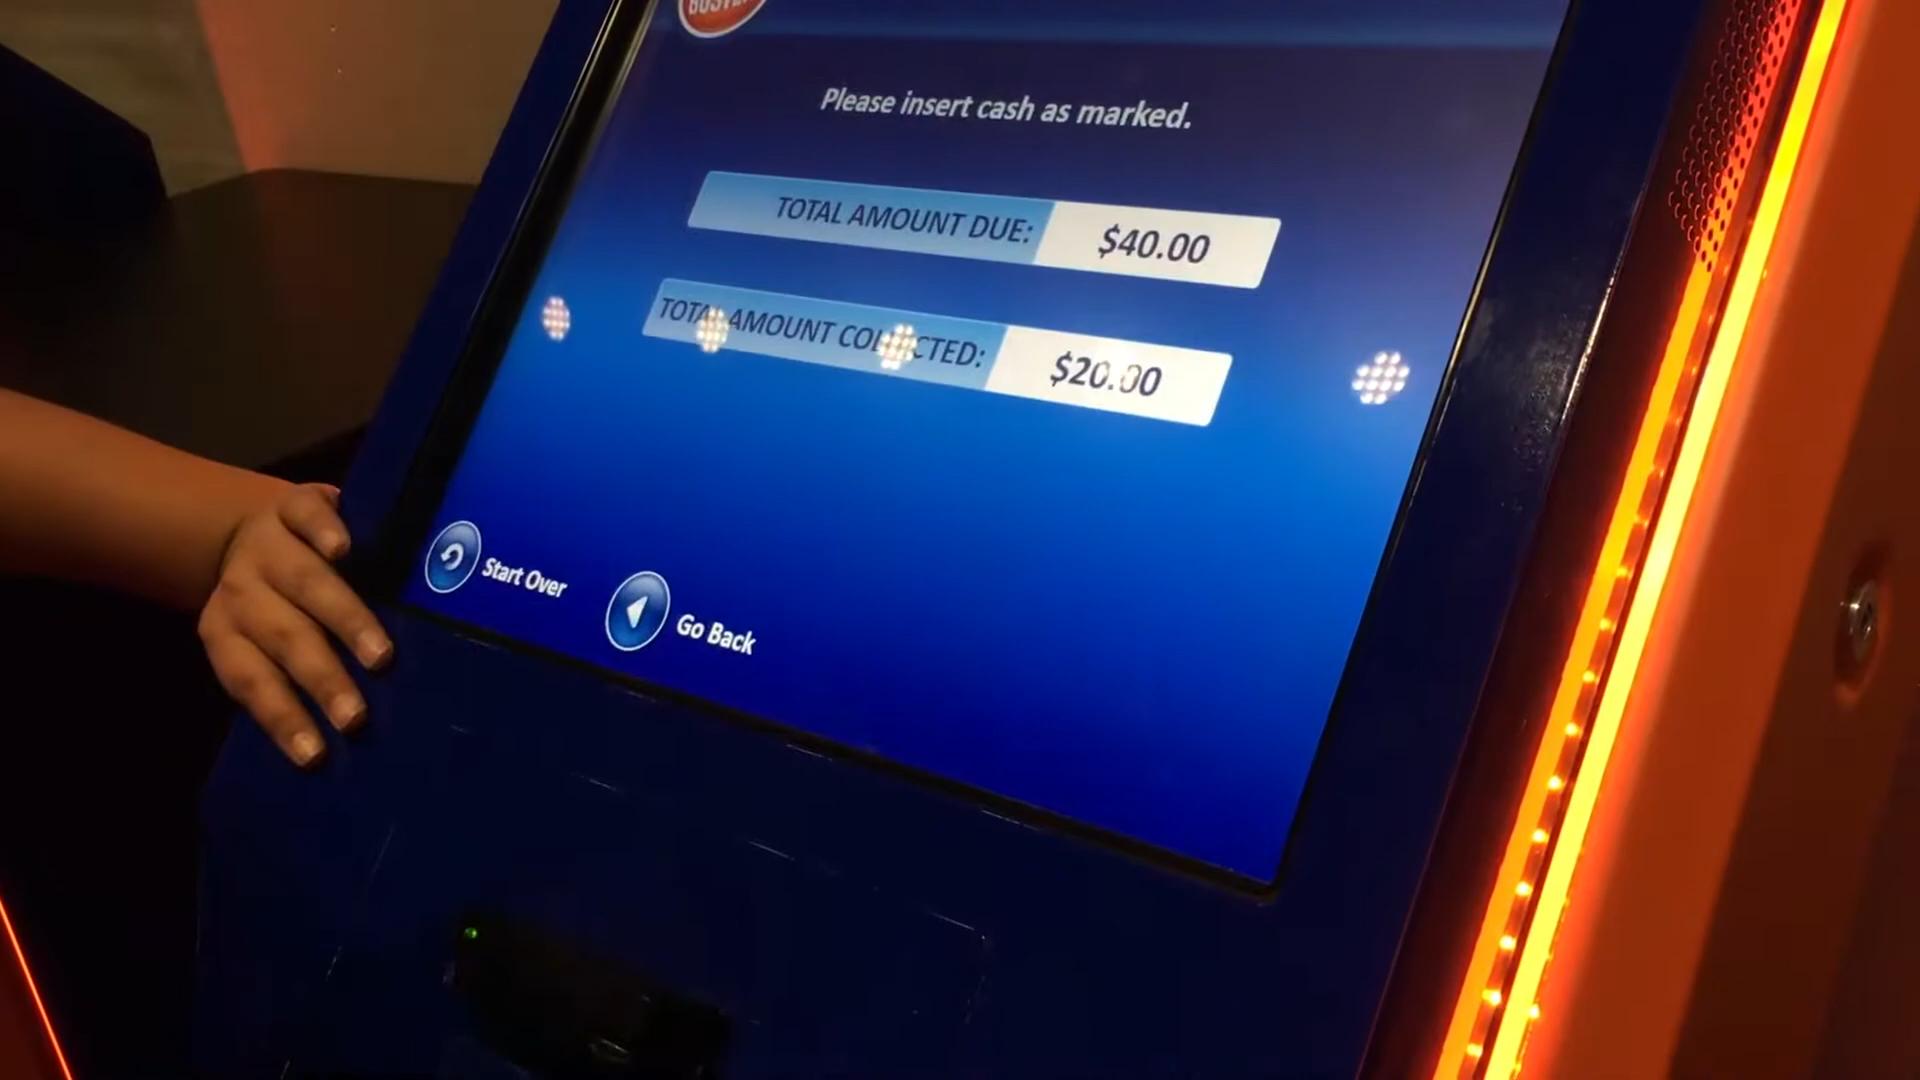 Please insert cash as marked.
TOTAL AMOUNT DUE: $40.00
TOTAL AMOUNT COLLECTED: $20.00
Start Over
Go Back